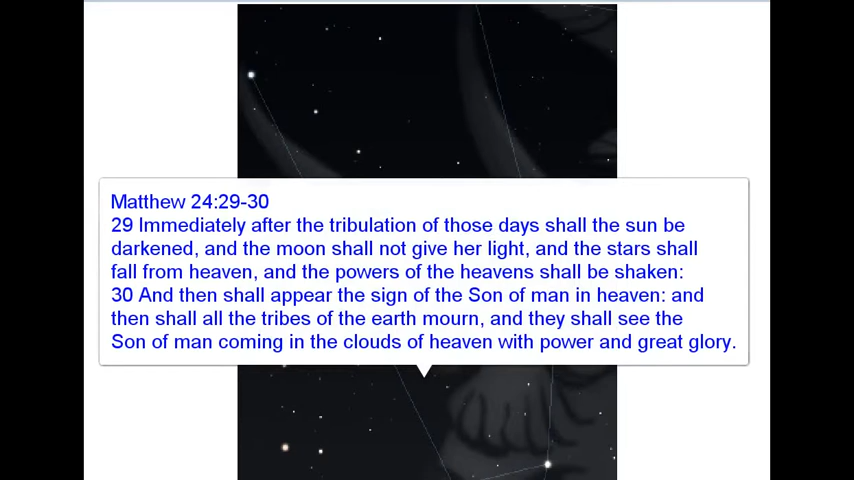 Matthew 24:29-30
29 Immediately after the tribulation of those days shall the sun be
darkened, and the moon shall not give her light, and the stars shall
fall from heaven, and the powers of the heavens shall be shaken:
30 And then shall appear the sign of the Son of man in heaven: and
then shall all the tribes of the earth mourn, and they shall see the
Son of man coming in the clouds of heaven with power and great glory.